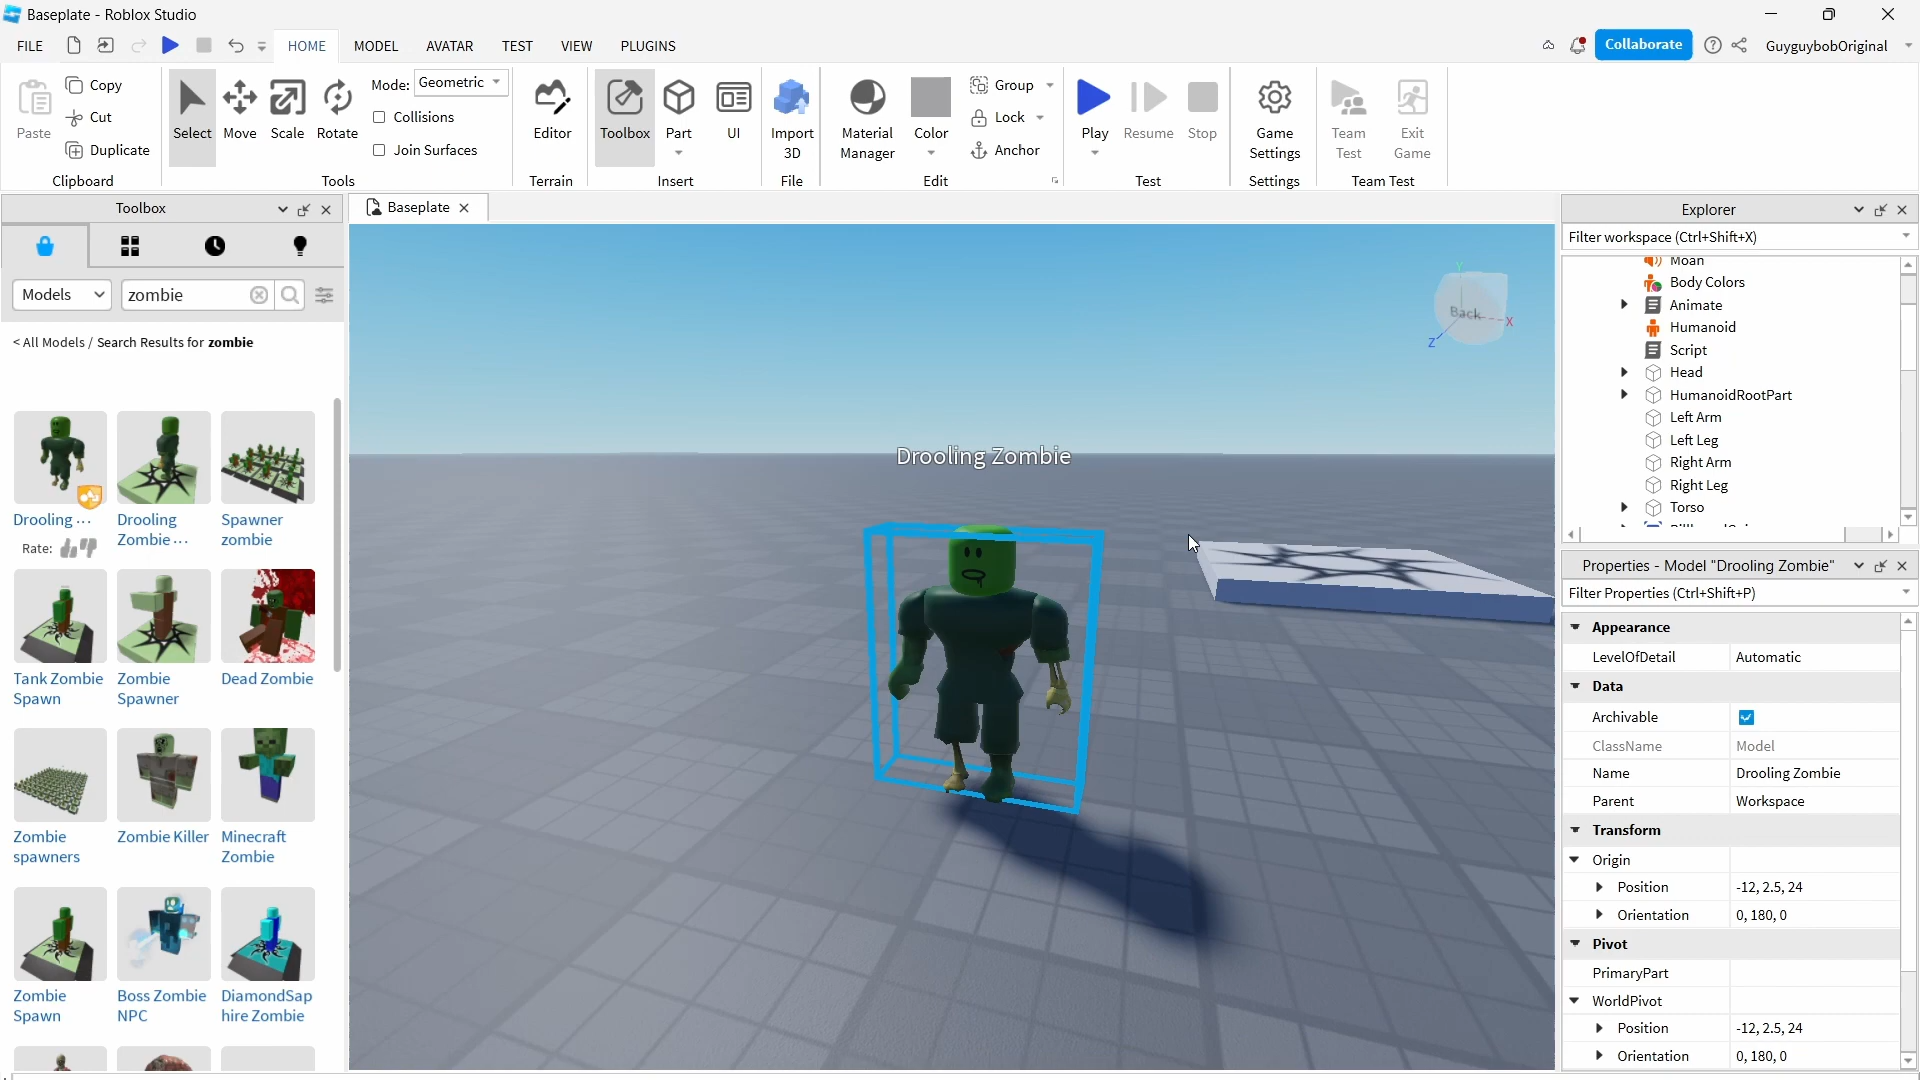 Baseplate - Roblox Studio
FILE
HOME
MODEL
AVATAR
TEST
VIEW
PLUGINS
Collaborate
GuyguybobOriginal
Paste
Copy
Cut
Duplicate
Clipboard
Select
Move
Scale
Rotate
Mode: Geometric
Collisions
Join Surfaces
Tools
Editor
Terrain
Toolbox
Part
UI
Insert
Import
3D
File
Material
Manager
Color
Group
Lock
Anchor
Edit
Play
Resume
Stop
Test
Game
Settings
Settings
Team
Test
Exit
Game
Team Test
Toolbox
Models
zombie
< All Models / Search Results for zombie
Drooling ...
Rate:
Drooling
Zombie ...
Spawner
zombie
Tank Zombie
Spawn
Zombie
Spawner
Dead Zombie
Zombie
spawners
Zombie Killer
Minecraft
Zombie
Zombie
Spawn
Boss Zombie
NPC
DiamondSap
hire Zombie
Baseplate
Drooling Zombie
Y
Back
X
Z
Explorer
Filter workspace (Ctrl+Shift+X)
Moan
Body Colors
Animate
Humanoid
Script
Head
HumanoidRootPart
Left Arm
Left Leg
Right Arm
Right Leg
Torso
Properties - Model "Drooling Zombie"
Filter Properties (Ctrl+Shift+P)
Appearance
LevelOfDetail Automatic
Data
Archivable
ClassName Model
Name Drooling Zombie
Parent Workspace
Transform
Origin
Position -12, 2.5, 24
Orientation 0, 180, 0
Pivot
PrimaryPart
WorldPivot
Position -12, 2.5, 24
Orientation 0, 180, 0